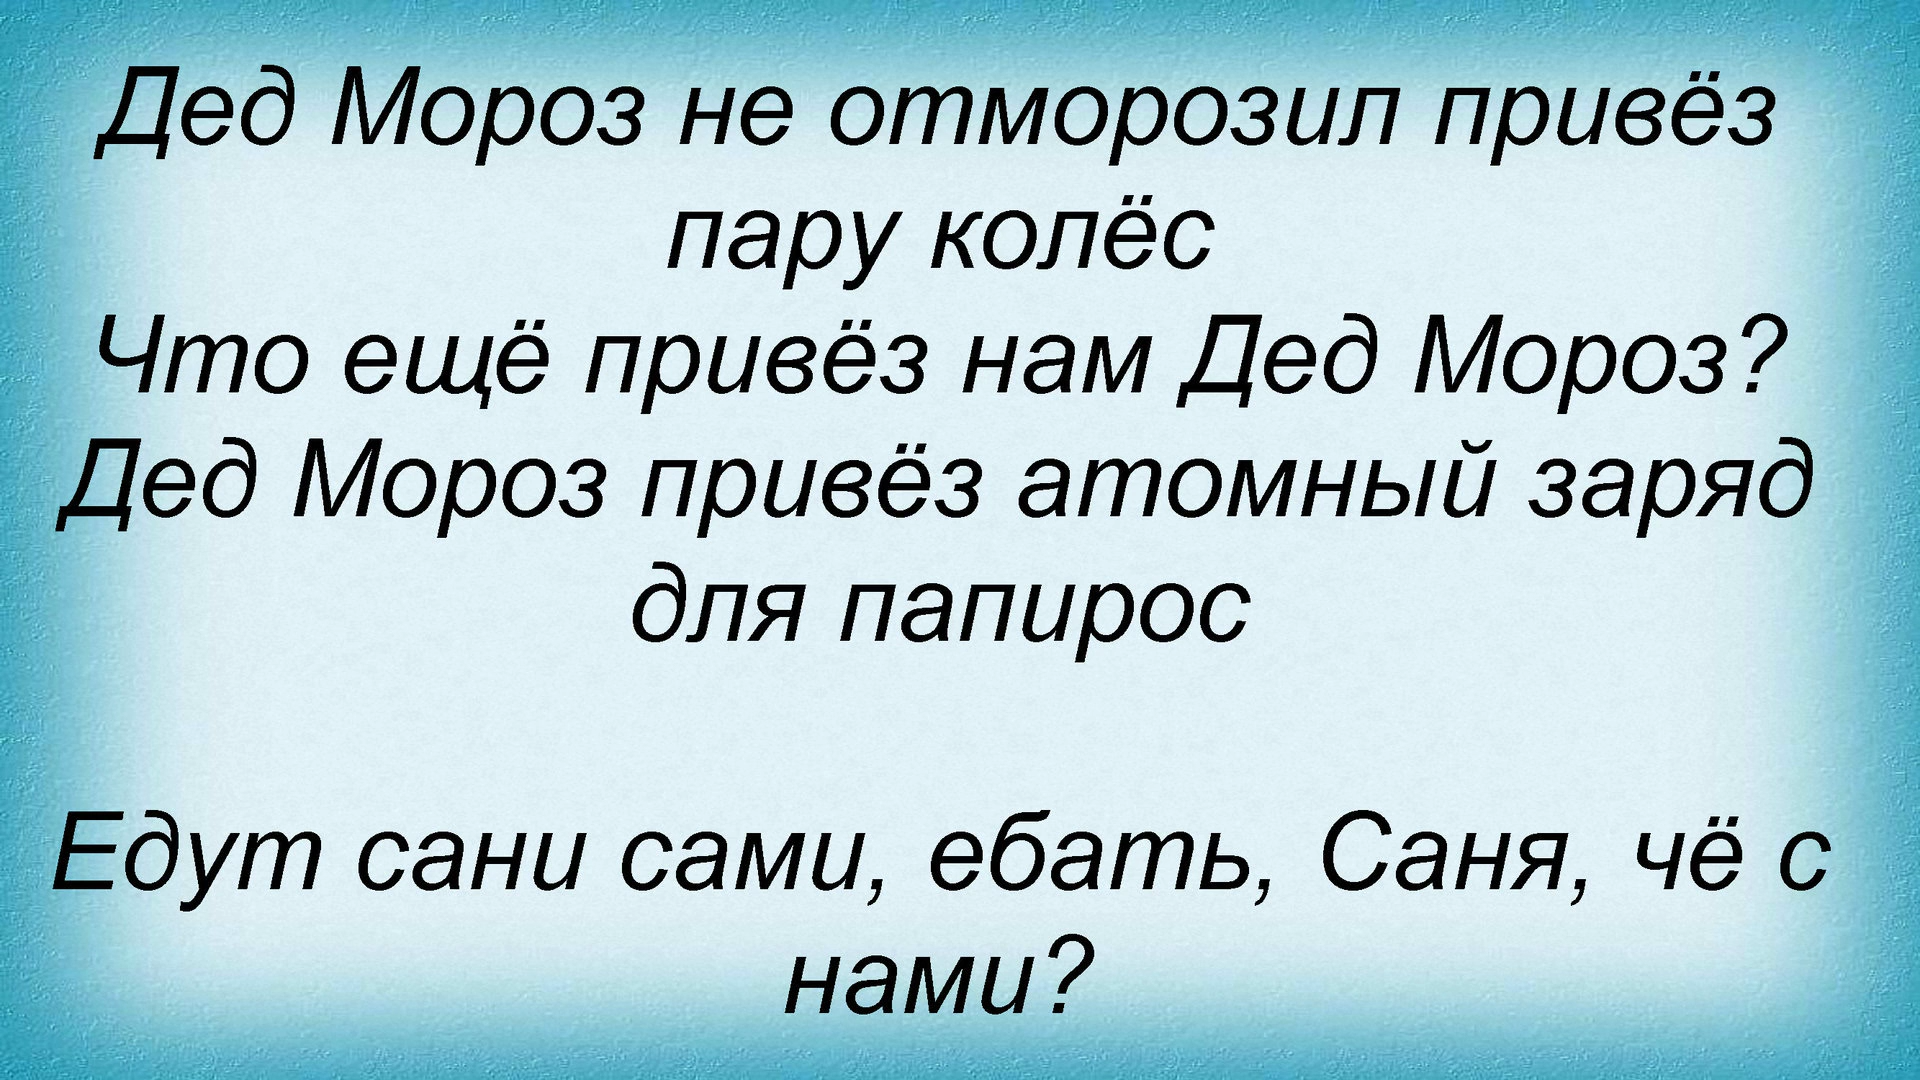 Дед Мороз не отморозил привёз
пару колёс
Что ещё привёз нам Дед Мороз?
Дед Мороз привёз атомный заряд
для папирос
Едут сани сами, ебать, Саня, чё с
нами?